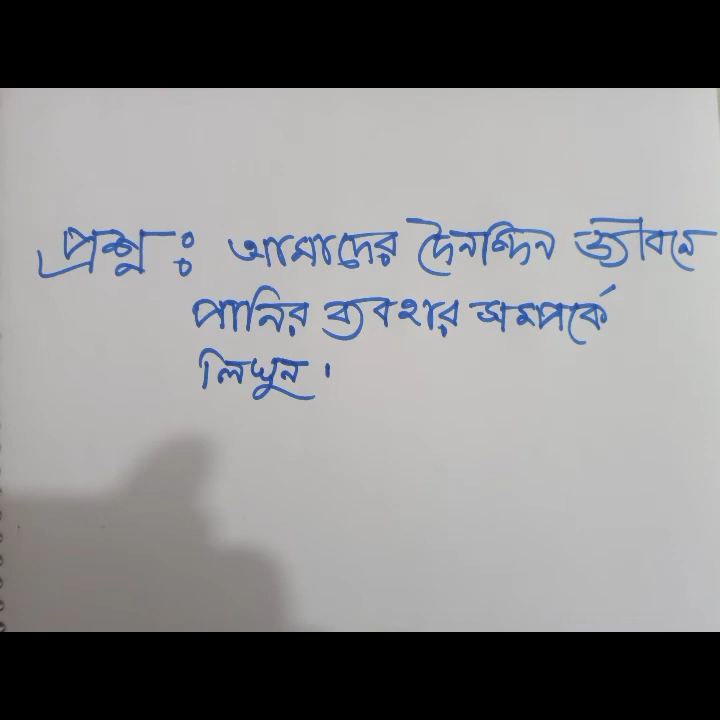 প্রশ্ন : আমাদের দৈনন্দিন জীবনে
পানির ব্যবহার সম্পর্কে
লিখুন।